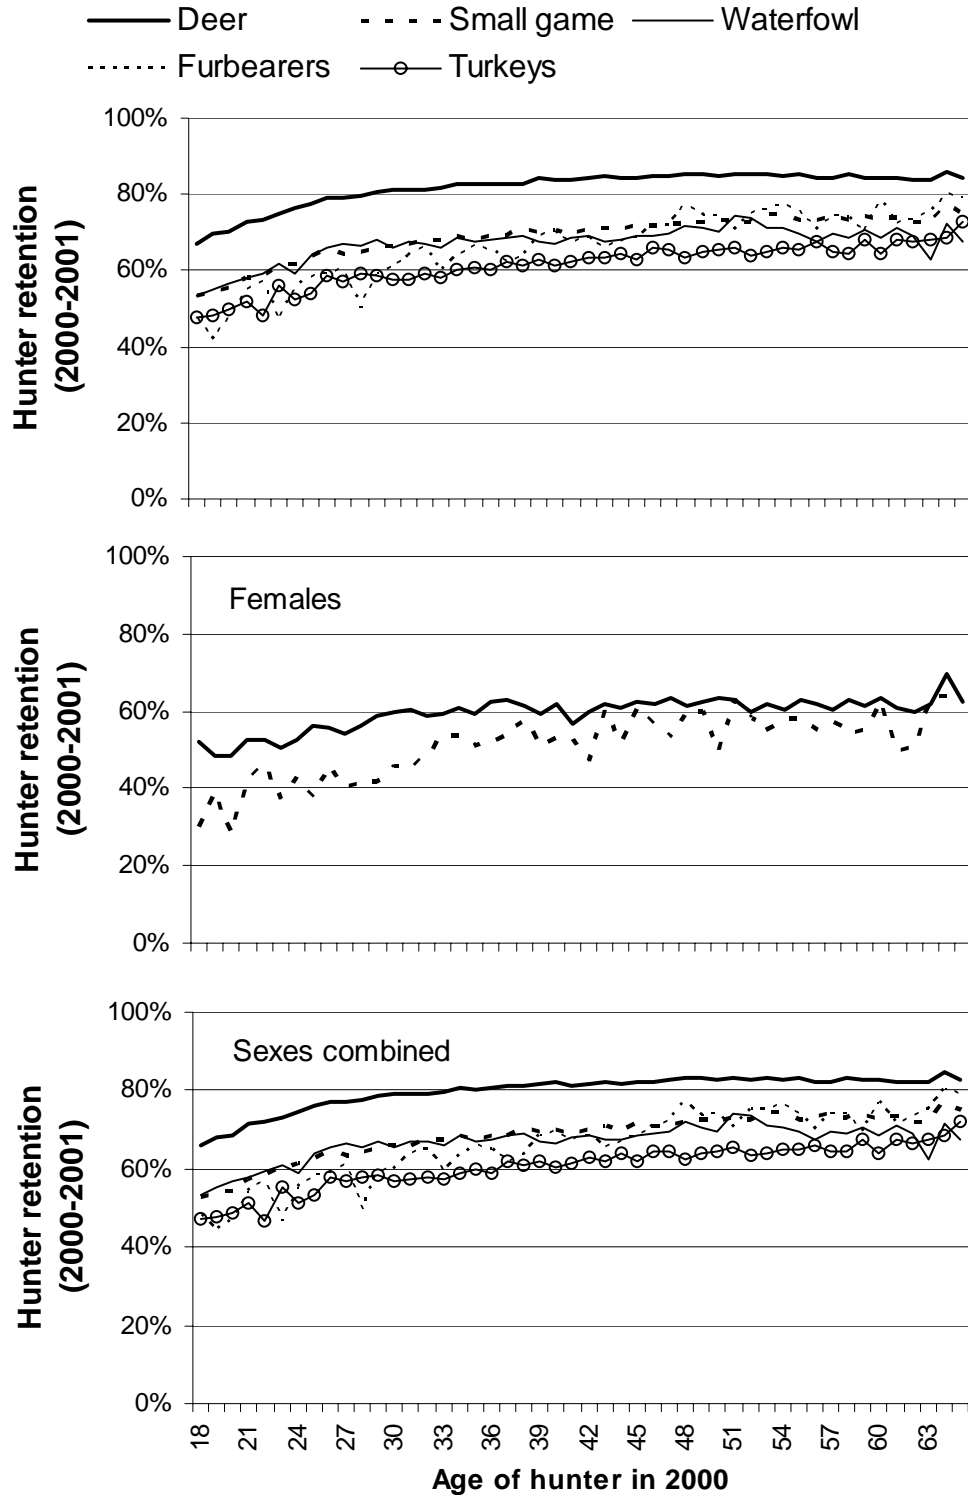 Deer Small game Waterfowl
Furbearers Turkeys
100%
80%
60%
40%
20%
0%
Hunter retention
(2000-2001)
100%
80%
60%
40%
20%
0%
Hunter retention
(2000-2001)
Females
100%
80%
60%
40%
20%
0%
Hunter retention
(2000-2001)
Sexes combined
18 21 24 27 30 33 36 39 42 45 48 51 54 57 60 63
Age of hunter in 2000